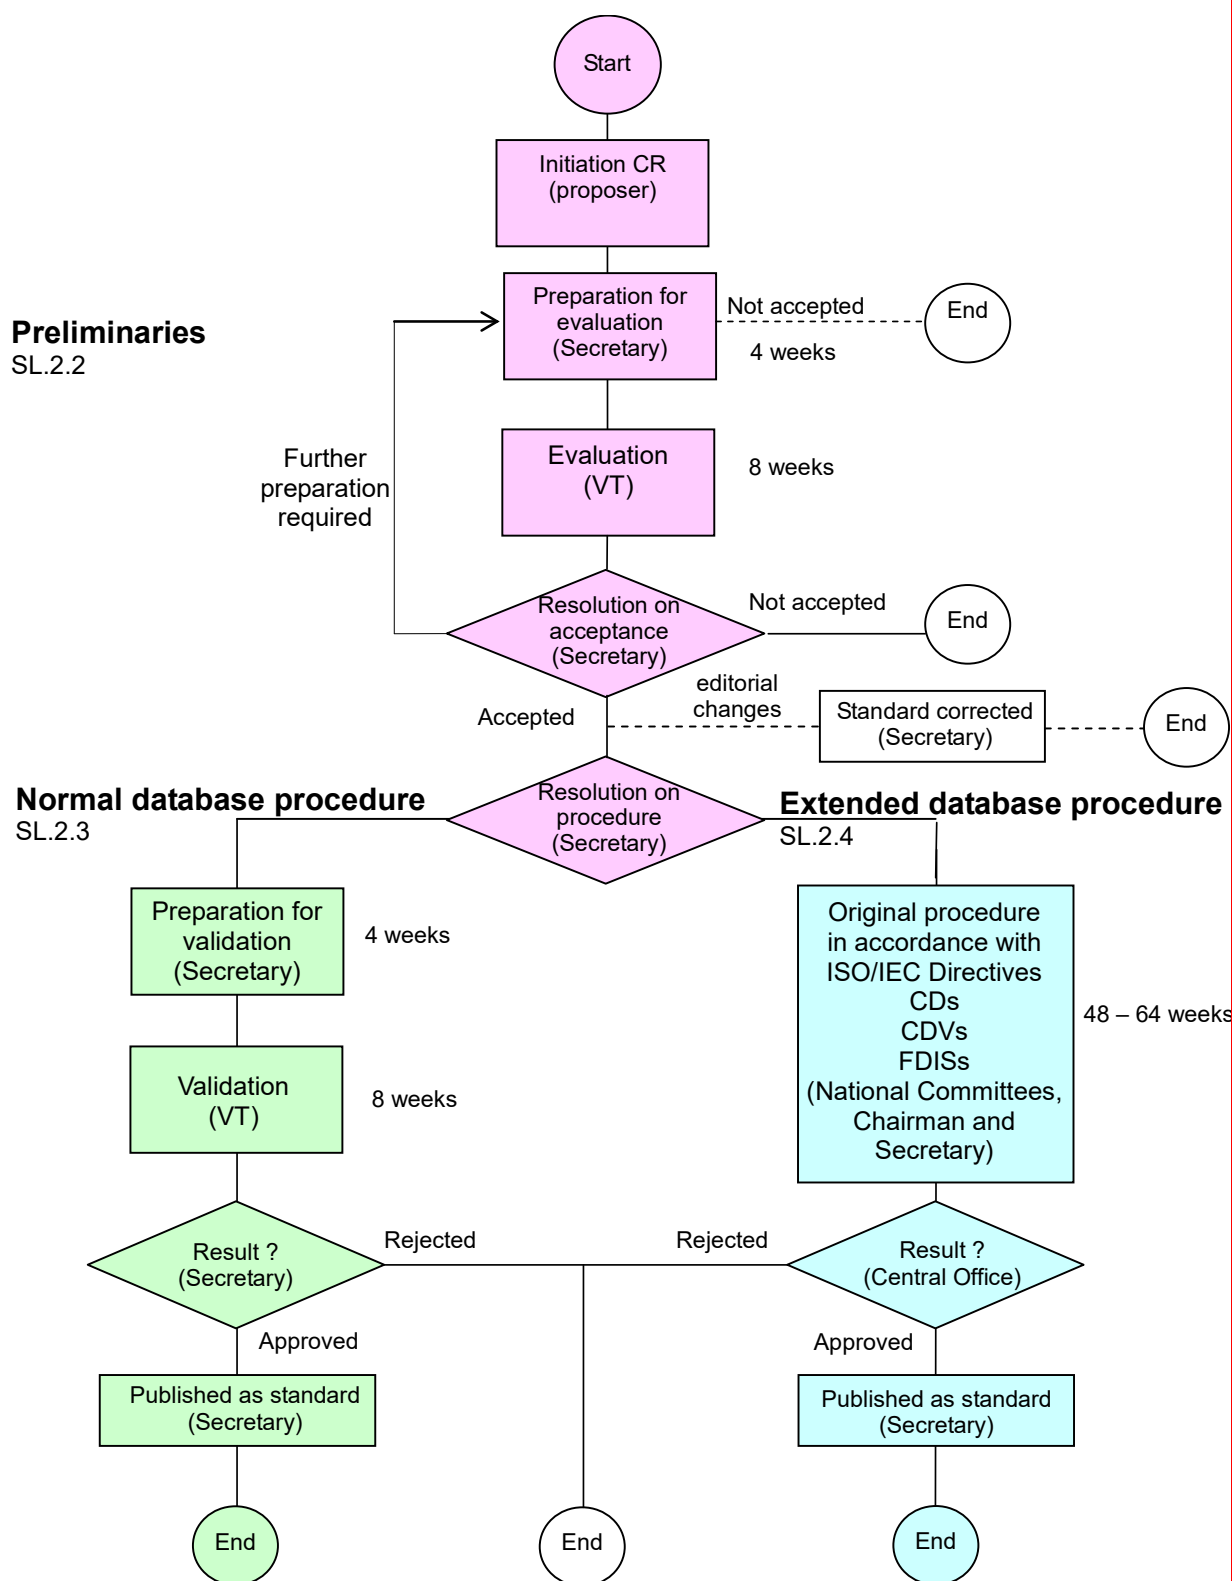 Start
Initiation CR
(proposer)
Preparation for
evaluation
(Secretary)
Not accepted
4 weeks
End
Preliminaries
SL.2.2
Evaluation
(VT)
8 weeks
Further
preparation
required
Resolution on
acceptance
(Secretary)
Not accepted
End
Accepted
editorial
changes
Standard corrected
(Secretary)
End
Resolution on
procedure
(Secretary)
Normal database procedure
SL.2.3
Extended database procedure
SL.2.4
Preparation for
validation
(Secretary)
4 weeks
Original procedure
in accordance with
ISO/IEC Directives
CDs
CDVs
FDISs
(National Committees,
Chairman and
Secretary)
48 – 64 weeks
Validation
(VT)
8 weeks
Result ?
(Secretary)
Rejected
Rejected
Result ?
(Central Office)
Approved
Approved
Published as standard
(Secretary)
Published as standard
(Secretary)
End
End
End